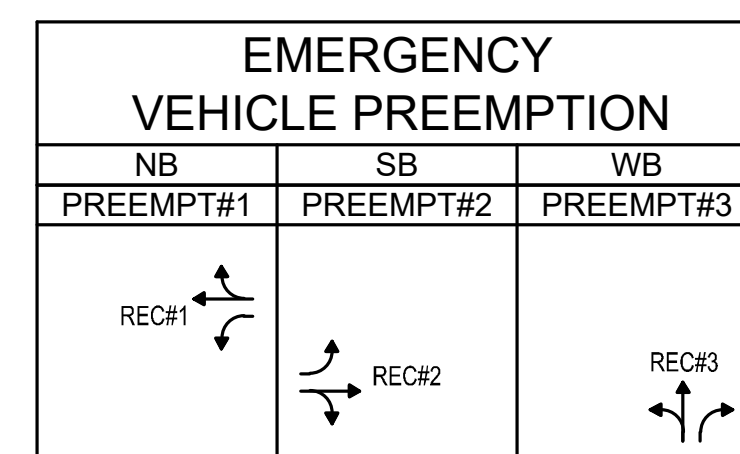 EMERGENCY
VEHICLE PREEMPTION
NB SB WB
PREEMPT#1 PREEMPT#2 PREEMPT#3
REC#1
REC#2
REC#3